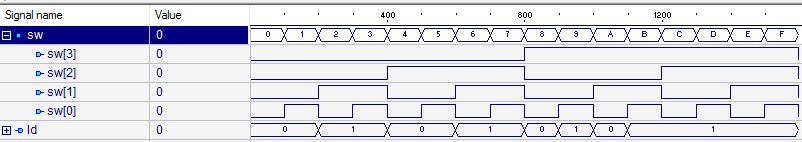 Signal name Value 400 800 1200
sw 0 0 1 2 3 4 5 6 7 8 9 A B C D E F
sw[3] 0
sw[2] 0
sw[1] 0
sw[0] 0
ld 0 0 1 0 1 0 1 0 1